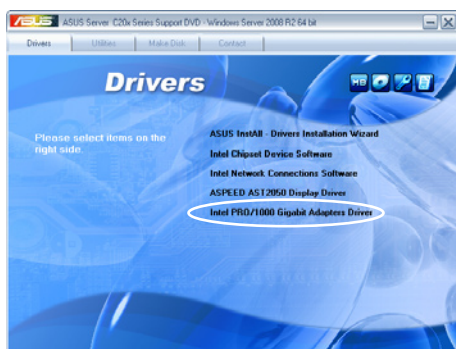 ASUS
ASUS Server C20x Series Support DVD - Windows Server 2008 R2 64 bit
Drivers
Utilities
Make Disk
Contact
Drivers
MB
Please select items on the
right side.
ASUS InstAll - Drivers Installation Wizard
Intel Chipset Device Software
Intel Network Connections Software
ASPEED AST2050 Display Driver
Intel PRO/1000 Gigabit Adapters Driver